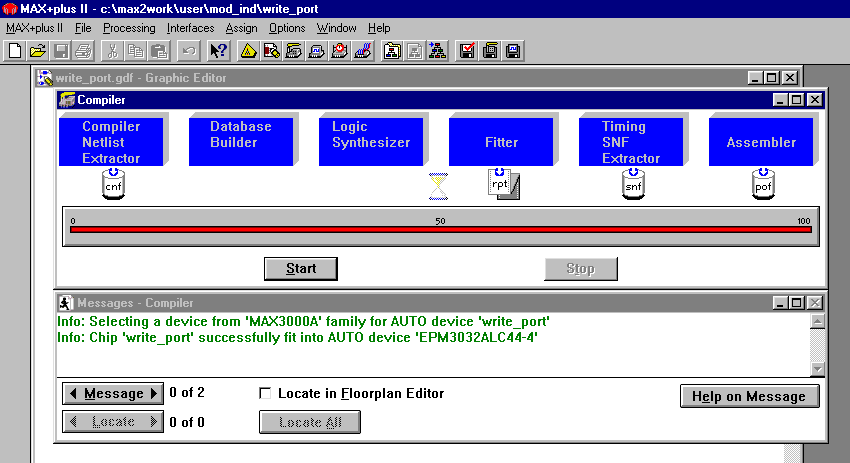 MAX+plus II - c:\max2work\user\mod_ind\write_port
MAX+plus II File Processing Interfaces Assign Options Window Help
write_port.gdf - Graphic Editor
Compiler
Compiler
Netlist
Extractor
Database
Builder
Logic
Synthesizer
Fitter
Timing
SNF
Extractor
Assembler
cnf
rpt
snf
pof
0 50 100
Start
Stop
Messages - Compiler
Info: Selecting a device from 'MAX3000A' family for AUTO device 'write_port'
Info: Chip 'write_port' successfully fit into AUTO device 'EPM3032ALC44-4'
Message 0 of 2
Locate in Floorplan Editor
Help on Message
Locate 0 of 0
Locate All